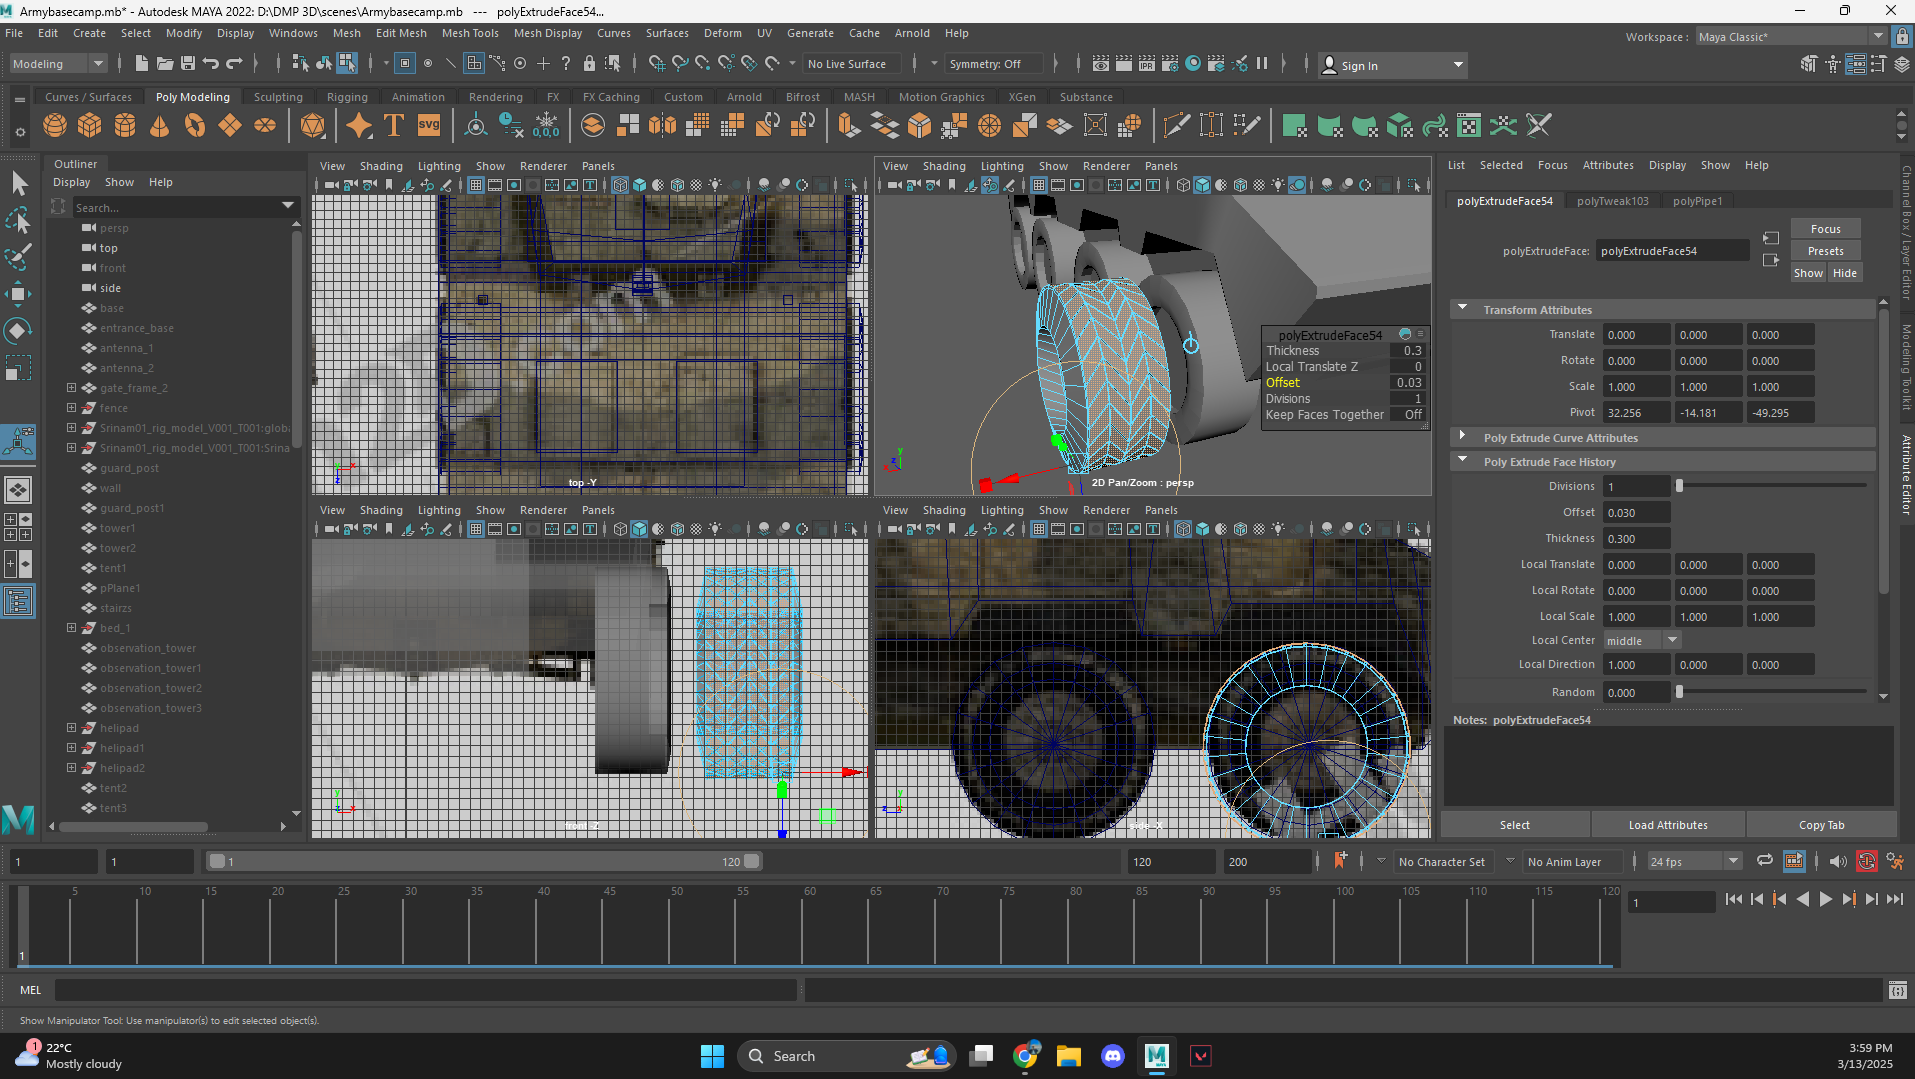 Armybasecamp.mb* - Autodesk MAYA 2022: D:\DMP 3D\scenes\Armybasecamp.mb   ---   polyExtrudeFace54...
File Edit Create Select Modify Display Windows Mesh Edit Mesh Mesh Tools Mesh Display Curves Surfaces Deform UV Generate Cache Arnold Help
Workspace : Maya Classic*
Modeling No Live Surface Symmetry: Off Sign In
Curves / Surfaces Poly Modeling Sculpting Rigging Animation Rendering FX FX Caching Custom Arnold Bifrost MASH Motion Graphics XGen Substance
SVG 0,0,0
Outliner
Display Show Help
Search...
persp
top
front
side
base
entrance_base
antenna_1
antenna_2
gate_frame_2
fence
Srinam01_rig_model_V001_T001:glob
Srinam01_rig_model_V001_T001:Srina
guard_post
wall
guard_post1
tower1
tower2
tent1
pPlane1
stairzs
bed_1
observation_tower
observation_tower1
observation_tower2
observation_tower3
helipad
helipad1
helipad2
tent2
tent3
View Shading Lighting Show Renderer Panels
top -Y
View Shading Lighting Show Renderer Panels
polyExtrudeFace54
Thickness 0.3
Local Translate Z 0
Offset 0.03
Divisions 1
Keep Faces Together Off
2D Pan/Zoom : persp
View Shading Lighting Show Renderer Panels
front -Z
View Shading Lighting Show Renderer Panels
side -X
List Selected Focus Attributes Display Show Help
polyExtrudeFace54 polyTweak103 polyPipe1
polyExtrudeFace: polyExtrudeFace54
Focus
Presets
Show Hide
Transform Attributes
Translate 0.000 0.000 0.000
Rotate 0.000 0.000 0.000
Scale 1.000 1.000 1.000
Pivot 32.256 -14.181 -49.295
Poly Extrude Curve Attributes
Poly Extrude Face History
Divisions 1
Offset 0.030
Thickness 0.300
Local Translate 0.000 0.000 0.000
Local Rotate 0.000 0.000 0.000
Local Scale 1.000 1.000 1.000
Local Center middle
Local Direction 1.000 0.000 0.000
Random 0.000
Notes: polyExtrudeFace54
Select Load Attributes Copy Tab
Channel Box / Layer Editor
Modeling Toolkit
Attribute Editor
1 1 1 120 120 200 No Character Set No Anim Layer 24 fps
5 10 15 20 25 30 35 40 45 50 55 60 65 70 75 80 85 90 95 100 105 110 115 120
1
1
MEL
Show Manipulator Tool: Use manipulator(s) to edit selected object(s).
1
22°C
Mostly cloudy
Search
3:59 PM
3/13/2025